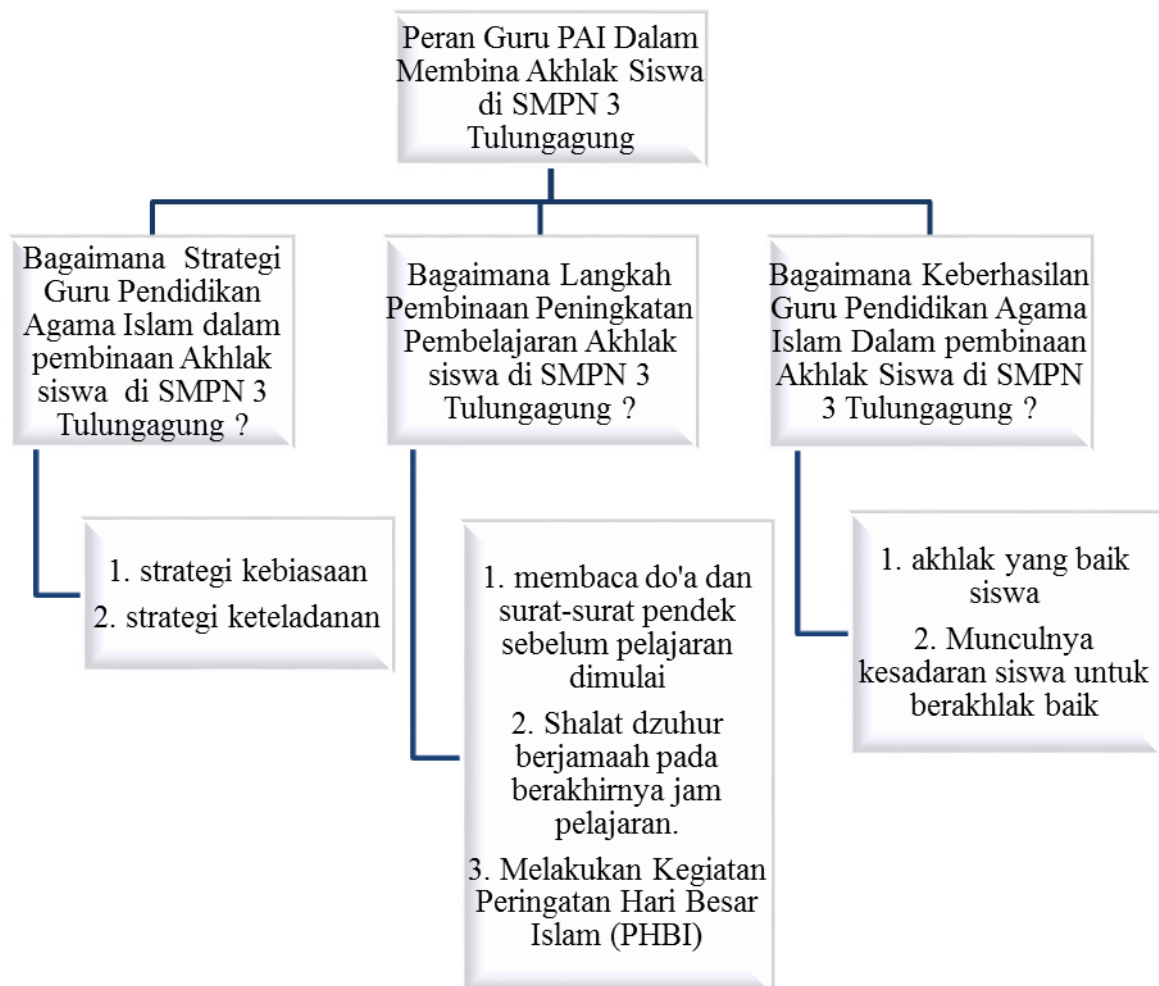 Peran Guru PAI Dalam
Membina Akhlak Siswa
di SMPN 3
Tulungagung
Bagaimana Strategi
Guru Pendidikan
Agama Islam dalam
pembinaan Akhlak
siswa di SMPN 3
Tulungagung ?
Bagaimana Langkah
Pembinaan Peningkatan
Pembelajaran Akhlak
siswa di SMPN 3
Tulungagung ?
Bagaimana Keberhasilan
Guru Pendidikan Agama
Islam Dalam pembinaan
Akhlak Siswa di SMPN
3 Tulungagung ?
1. strategi kebiasaan
2. strategi keteladanan
1. membaca do'a dan
surat-surat pendek
sebelum pelajaran
dimulai
2. Shalat dzuhur
berjamaah pada
berakhirnya jam
pelajaran.
3. Melakukan Kegiatan
Peringatan Hari Besar
Islam (PHBI)
1. akhlak yang baik
siswa
2. Munculnya
kesadaran siswa untuk
berakhlak baik